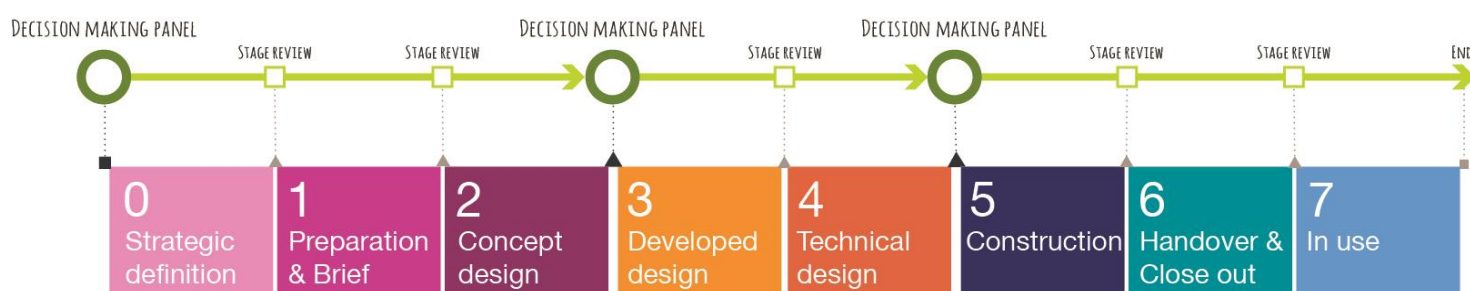 DECISION MAKING PANEL
STAGE REVIEW
STAGE REVIEW
DECISION MAKING PANEL
STAGE REVIEW
DECISION MAKING PANEL
STAGE REVIEW
STAGE REVIEW
END
0
Strategic
definition
1
Preparation
& Brief
2
Concept
design
3
Developed
design
4
Technical
design
5
Construction
6
Handover &
Close out
7
In use